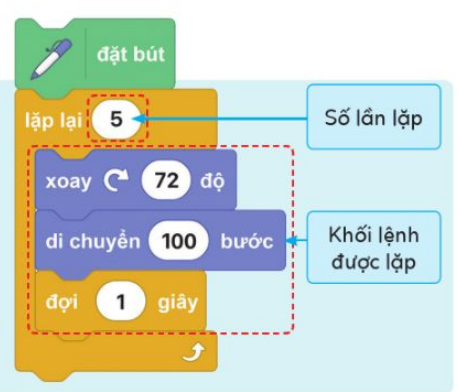 đặt bút
lặp lại 5
Số lần lặp
xoay 72 độ
di chuyển 100 bước
Khối lệnh
được lặp
đợi 1 giây